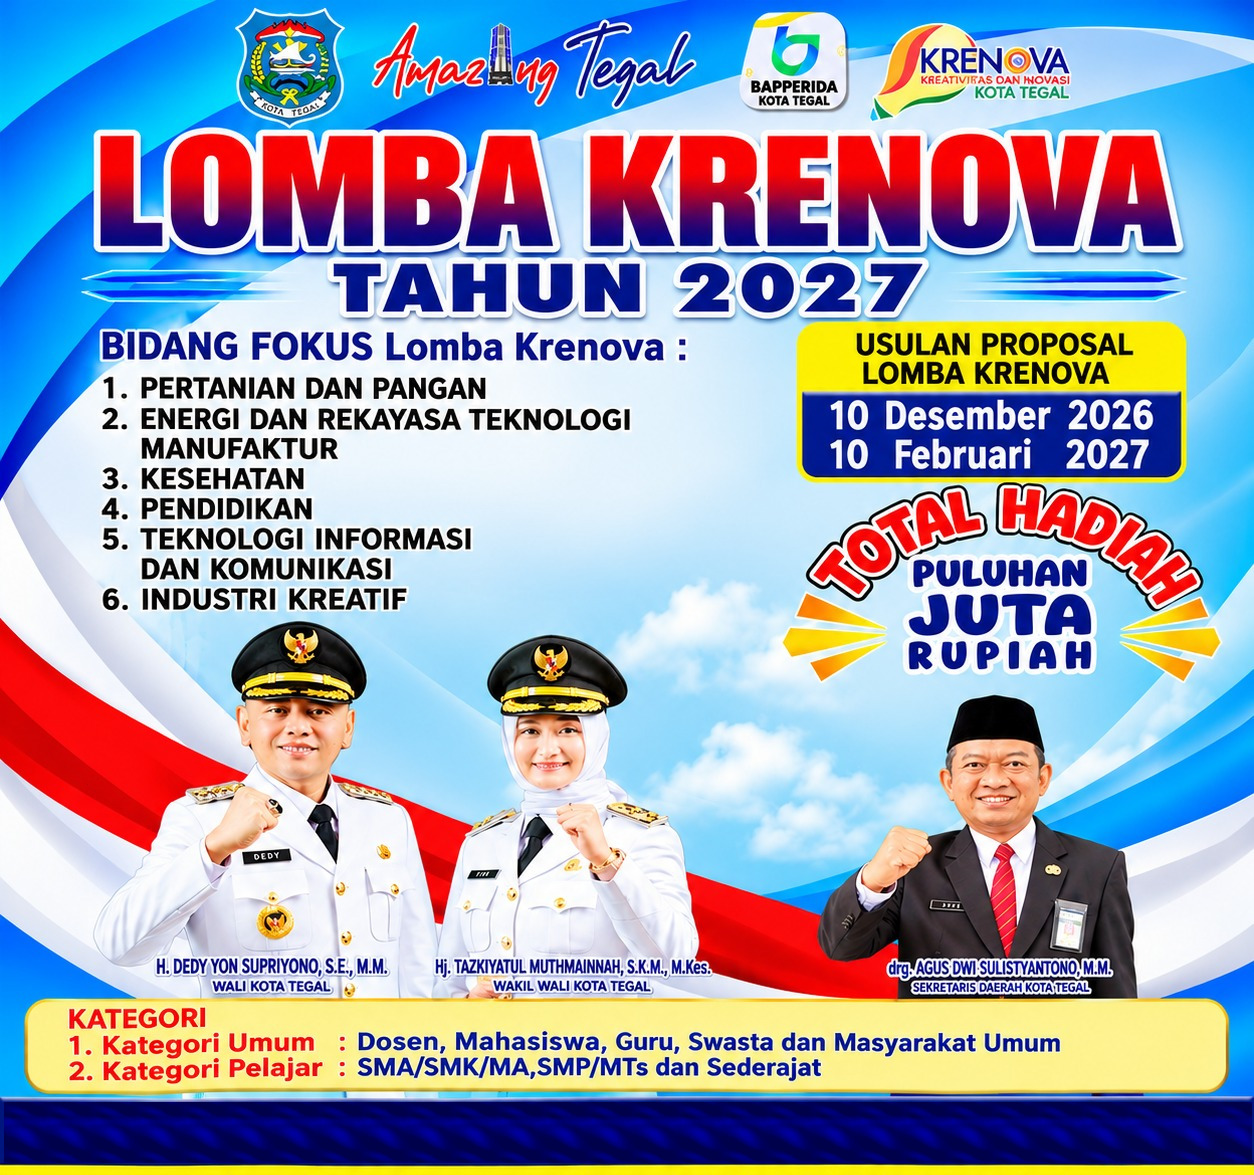 KOTA TEGAL
Amazing Tegal
BAPPERIDA
KOTA TEGAL
KRENOVA
KREATIVITAS DAN INOVASI
KOTA TEGAL
LOMBA KRENOVA
TAHUN 2027
BIDANG FOKUS Lomba Krenova :
1. PERTANIAN DAN PANGAN
2. ENERGI DAN REKAYASA TEKNOLOGI
MANUFAKTUR
3. KESEHATAN
4. PENDIDIKAN
5. TEKNOLOGI INFORMASI
DAN KOMUNIKASI
6. INDUSTRI KREATIF
USULAN PROPOSAL
LOMBA KRENOVA
10 Desember 2026
10 Februari 2027
TOTAL HADIAH
PULUHAN
JUTA
RUPIAH
DEDY
H. DEDY YON SUPRIYONO, S.E., M.M.
WALI KOTA TEGAL
Hj. TAZKIYATUL MUTHMAINNAH, S.K.M., M.Kes.
WAKIL WALI KOTA TEGAL
drg. AGUS DWI SULISTYANTONO, M.M.
SEKRETARIS DAERAH KOTA TEGAL
KATEGORI
1. Kategori Umum : Dosen, Mahasiswa, Guru, Swasta dan Masyarakat Umum
2. Kategori Pelajar : SMA/SMK/MA,SMP/MTs dan Sederajat